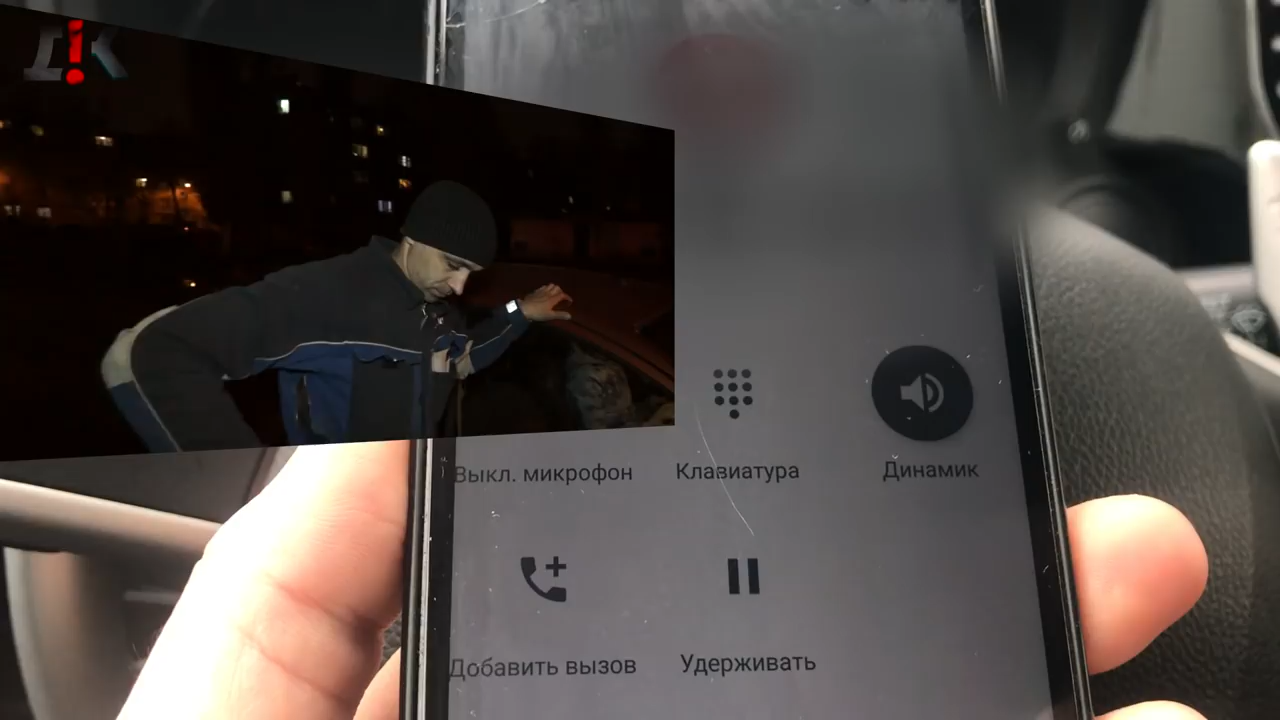 Д!К
Выкл. микрофон
Клавиатура
Динамик
Добавить вызов
Удерживать